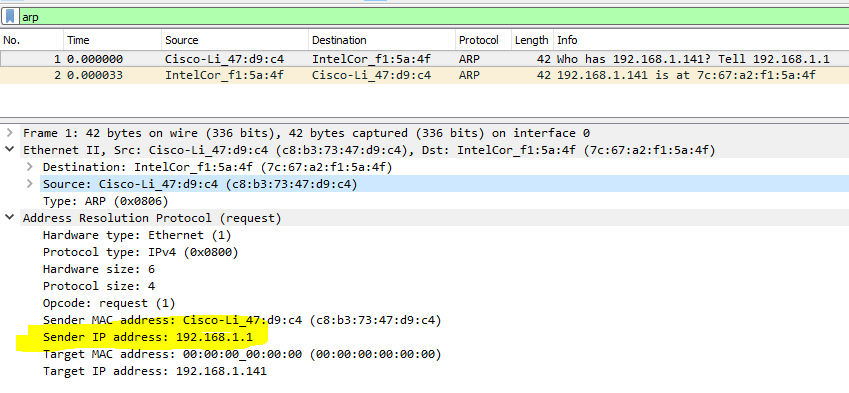 arp
No. Time Source Destination Protocol Length Info
1 0.000000 Cisco-Li_47:d9:c4 IntelCor_f1:5a:4f ARP 42 Who has 192.168.1.141? Tell 192.168.1.1
2 0.000033 IntelCor_f1:5a:4f Cisco-Li_47:d9:c4 ARP 42 192.168.1.141 is at 7c:67:a2:f1:5a:4f
Frame 1: 42 bytes on wire (336 bits), 42 bytes captured (336 bits) on interface 0
Ethernet II, Src: Cisco-Li_47:d9:c4 (c8:b3:73:47:d9:c4), Dst: IntelCor_f1:5a:4f (7c:67:a2:f1:5a:4f)
Destination: IntelCor_f1:5a:4f (7c:67:a2:f1:5a:4f)
Source: Cisco-Li_47:d9:c4 (c8:b3:73:47:d9:c4)
Type: ARP (0x0806)
Address Resolution Protocol (request)
Hardware type: Ethernet (1)
Protocol type: IPv4 (0x0800)
Hardware size: 6
Protocol size: 4
Opcode: request (1)
Sender MAC address: Cisco-Li_47:d9:c4 (c8:b3:73:47:d9:c4)
Sender IP address: 192.168.1.1
Target MAC address: 00:00:00_00:00:00 (00:00:00:00:00:00)
Target IP address: 192.168.1.141